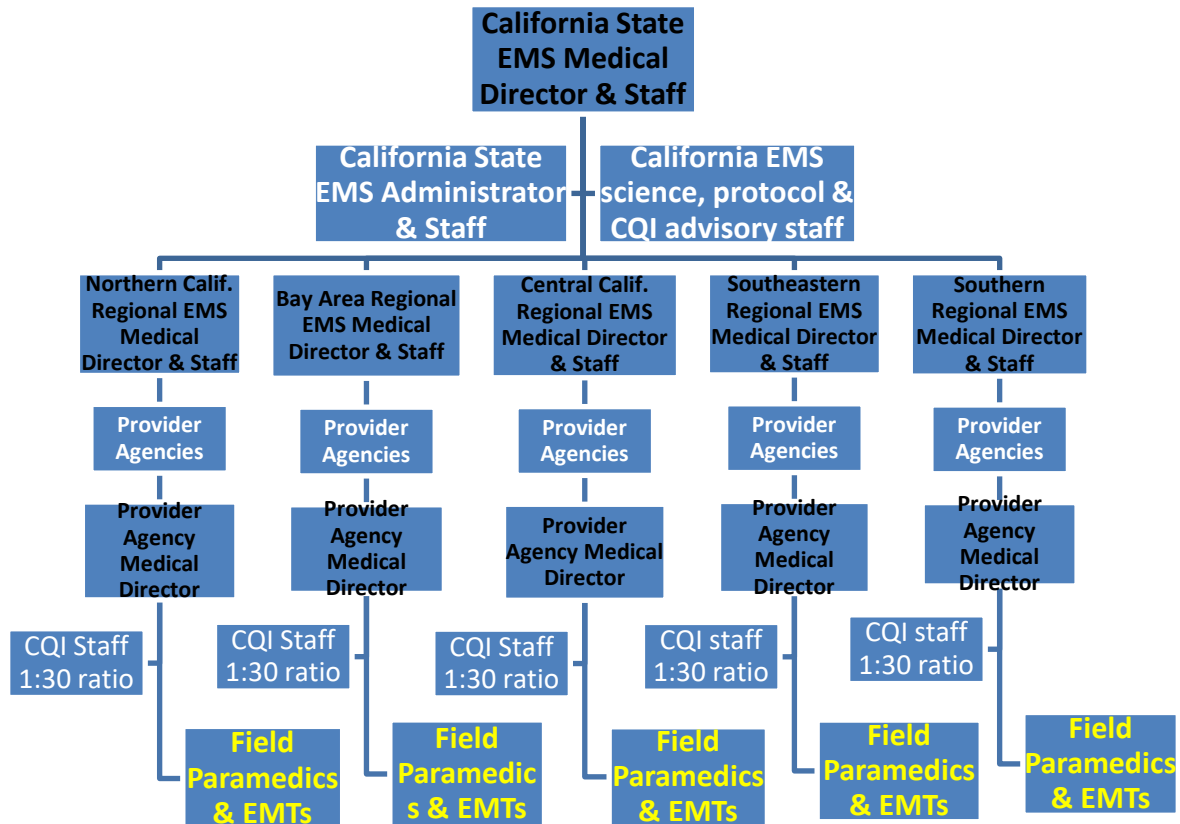 California State
EMS Medical
Director & Staff
California State
EMS Administrator
& Staff
California EMS
science, protocol &
CQI advisory staff
Northern Calif.
Regional EMS
Medical
Director & Staff
Bay Area Regional
EMS Medical
Director & Staff
Central Calif.
Regional EMS
Medical Director
& Staff
Southeastern
Regional EMS
Medical Director
& Staff
Southern
Regional EMS
Medical Director
& Staff
Provider
Agencies
Provider
Agencies
Provider
Agencies
Provider
Agencies
Provider
Agencies
Provider
Agency
Medical
Director
Provider
Agency
Medical
Director
Provider
Agency Medical
Director
Provider
Agency
Medical
Director
Provider
Agency
Medical
Director
CQI Staff
1:30 ratio
CQI Staff
1:30 ratio
CQI Staff
1:30 ratio
CQI staff
1:30 ratio
CQI staff
1:30 ratio
Field
Paramedics
& EMTs
Field
Paramedic
s & EMTs
Field
Paramedics
& EMTs
Field
Paramedics
& EMTs
Field
Paramedics
& EMTs